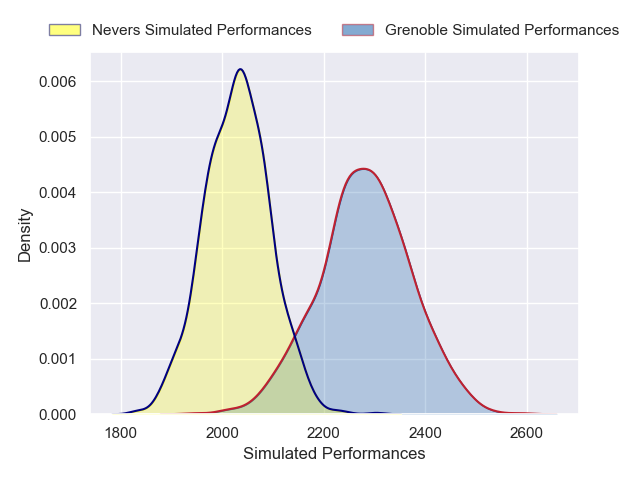 Nevers Simulated Performances Grenoble Simulated Performances
0.006
0.005
0.004
0.003
0.002
0.001
0.000
Density
1800 2000 2200 2400 2600
Simulated Performances